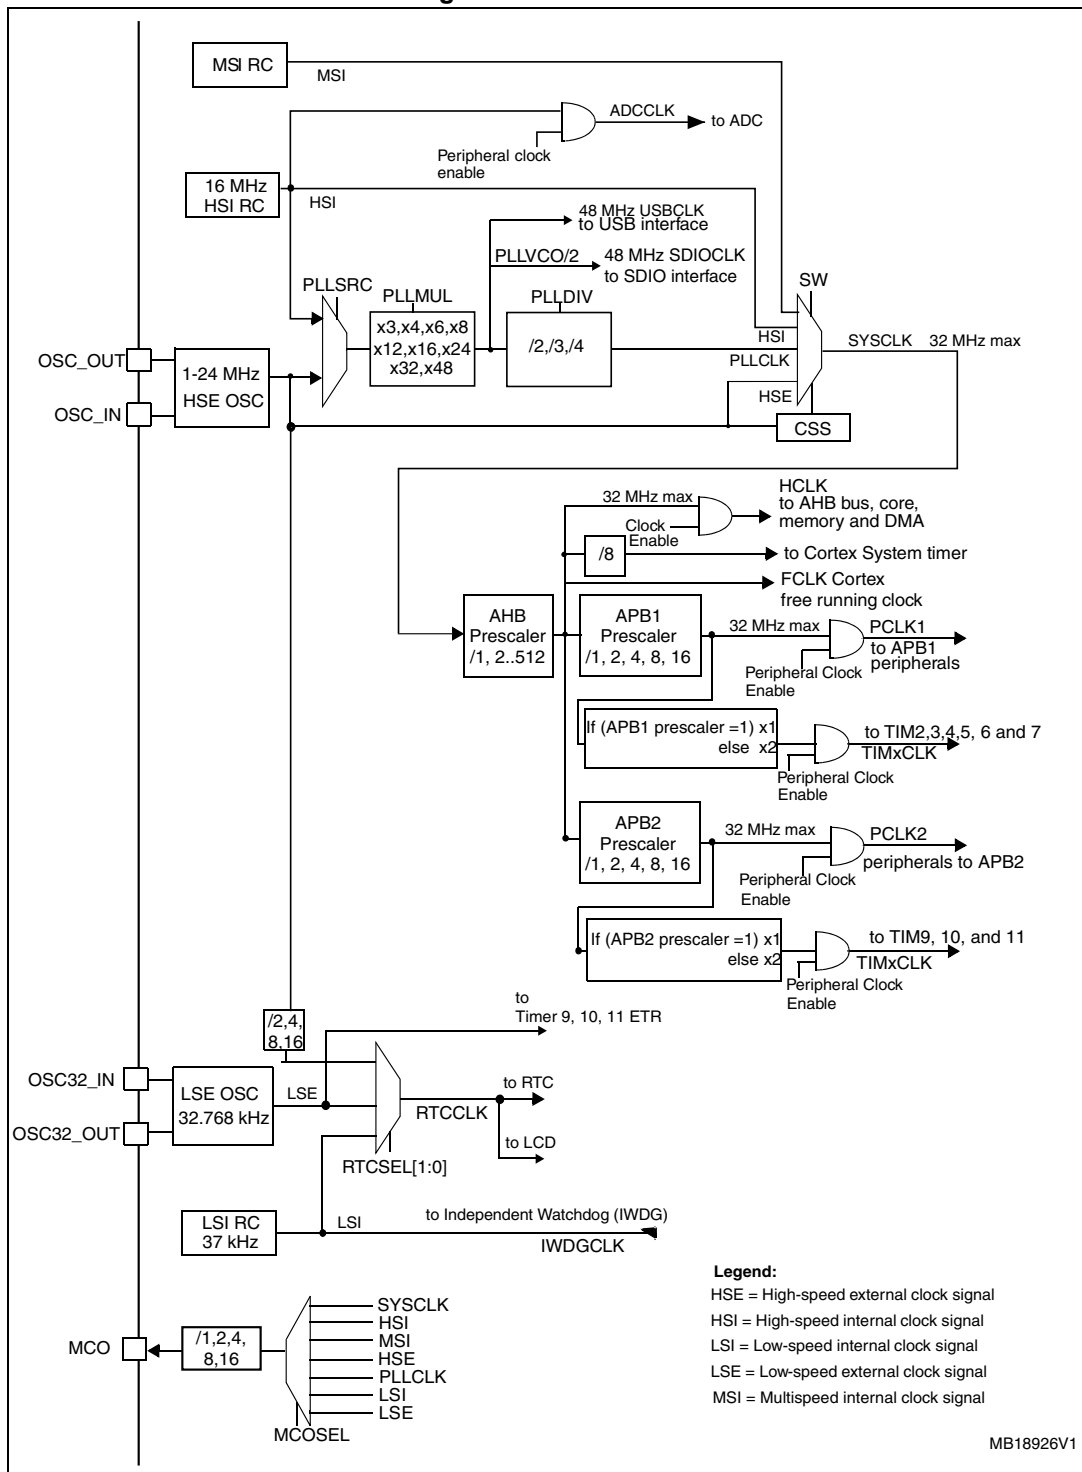 MSI RC
MSI
ADCCLK
to ADC
Peripheral clock
enable
16 MHz
HSI RC
HSI
48 MHz USBCLK
to USB interface
PLLVCO/2
48 MHz SDIOCLK
to SDIO interface
PLLSRC
PLLMUL
PLLDIV
SW
x3,x4,x6,x8
x12,x16,x24
x32,x48
/2,/3,/4
HSI
PLLCLK
HSE
SYSCLK
32 MHz max
OSC_OUT
OSC_IN
1-24 MHz
HSE OSC
CSS
32 MHz max
HCLK
to AHB bus, core,
memory and DMA
Clock
Enable
/8
to Cortex System timer
FCLK Cortex
free running clock
AHB
Prescaler
/1, 2..512
APB1
Prescaler
/1, 2, 4, 8, 16
32 MHz max
PCLK1
to APB1
peripherals
Peripheral Clock
Enable
If (APB1 prescaler =1) x1
else x2
to TIM2,3,4,5, 6 and 7
TIMxCLK
Peripheral Clock
Enable
APB2
Prescaler
/1, 2, 4, 8, 16
32 MHz max
PCLK2
peripherals to APB2
Peripheral Clock
Enable
If (APB2 prescaler =1) x1
else x2
to TIM9, 10, and 11
TIMxCLK
Peripheral Clock
Enable
/2,4,
8,16
to
Timer 9, 10, 11 ETR
OSC32_IN
OSC32_OUT
LSE OSC
32.768 kHz
LSE
RTCCLK
to RTC
to LCD
RTCSEL[1:0]
LSI RC
37 kHz
LSI
to Independent Watchdog (IWDG)
IWDGCLK
MCO
/1,2,4,
8,16
SYSCLK
HSI
MSI
HSE
PLLCLK
LSI
LSE
MCOSEL
Legend:
HSE = High-speed external clock signal
HSI = High-speed internal clock signal
LSI = Low-speed internal clock signal
LSE = Low-speed external clock signal
MSI = Multispeed internal clock signal
MB18926V1